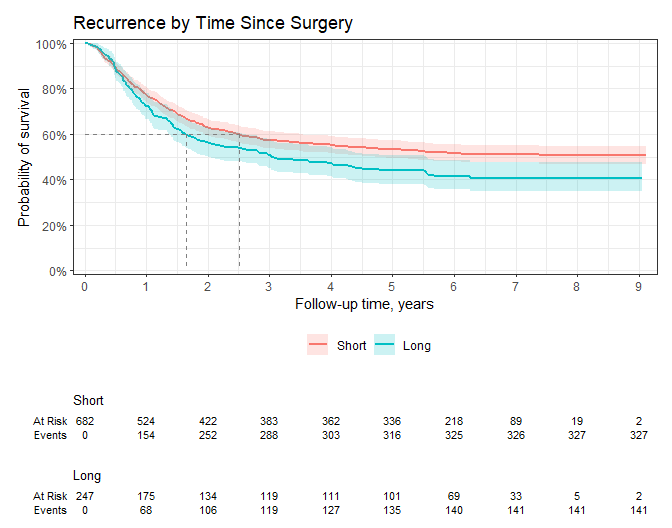 Recurrence by Time Since Surgery
Probability of survival
100%
80%
60%
40%
20%
0%
0 1 2 3 4 5 6 7 8 9
Follow-up time, years
Short Long
Short
At Risk 682 524 422 383 362 336 218 89 19 2
Events 0 154 252 288 303 316 325 326 327 327
Long
At Risk 247 175 134 119 111 101 69 33 5 2
Events 0 68 106 119 127 135 140 141 141 141